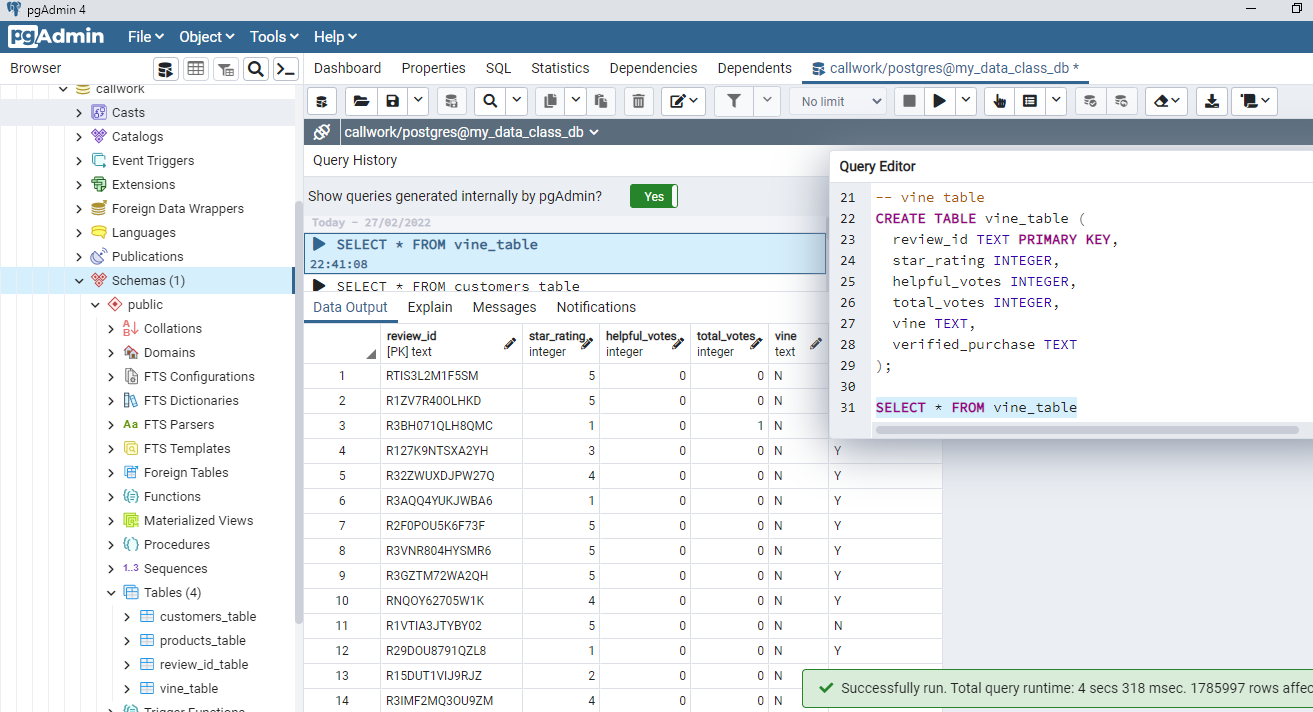 pgAdmin 4
pgAdmin File Object Tools Help
Browser
Dashboard Properties SQL Statistics Dependencies Dependents callwork/postgres@my_data_class_db *
No limit
callwork
Casts
Catalogs
Event Triggers
Extensions
Foreign Data Wrappers
Languages
Publications
Schemas (1)
public
Collations
Domains
FTS Configurations
FTS Dictionaries
Aa FTS Parsers
FTS Templates
Foreign Tables
Functions
Materialized Views
Procedures
1..3 Sequences
Tables (4)
customers_table
products_table
review_id_table
vine_table
Trigger Functions
callwork/postgres@my_data_class_db
Query History
Show queries generated internally by pgAdmin? Yes
Today - 27/02/2022
SELECT * FROM vine_table
22:41:08
SELECT * FROM customers_table
Data Output Explain Messages Notifications
review_id star_rating helpful_votes total_votes vine
[PK] text integer integer integer text
1 RTIS3L2M1F5SM 5 0 0 N
2 R1ZV7R40OLHKD 5 0 0 N
3 R3BH071QLH8QMC 1 0 1 N
4 R127K9NTSXA2YH 3 0 0 N Y
5 R32ZWUXDJPW27Q 4 0 0 N Y
6 R3AQQ4YUKJWBA6 1 0 0 N Y
7 R2F0POU5K6F73F 5 0 0 N Y
8 R3VNR804HYSMR6 5 0 0 N Y
9 R3GZTM72WA2QH 5 0 0 N Y
10 RNQOY62705W1K 4 0 0 N Y
11 R1VTIA3JTYBY02 5 0 0 N N
12 R29DOU8791QZL8 1 0 0 N Y
13 R15DUT1VIJ9RJZ 2 0 0 N
14 R3IMF2MQ3OU9ZM 4 0 0 N
Query Editor
21 -- vine table
22 CREATE TABLE vine_table (
23 review_id TEXT PRIMARY KEY,
24 star_rating INTEGER,
25 helpful_votes INTEGER,
26 total_votes INTEGER,
27 vine TEXT,
28 verified_purchase TEXT
29 );
30
31 SELECT * FROM vine_table
Successfully run. Total query runtime: 4 secs 318 msec. 1785997 rows affec